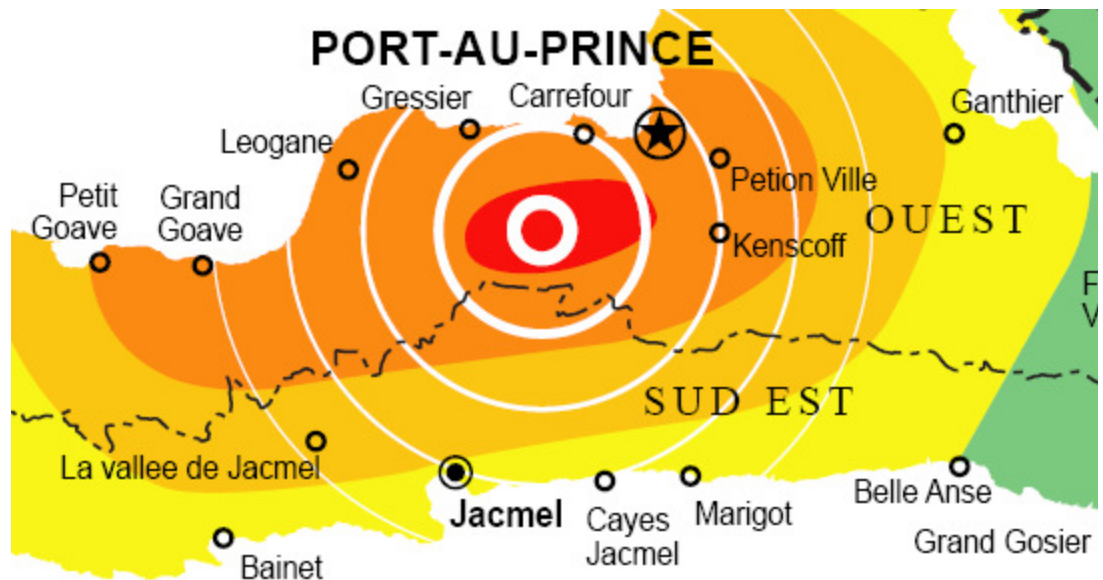 PORT-AU-PRINCE
Gressier
Carrefour
Ganthier
Leogane
Petion Ville
Petit
Goave
Grand
Goave
OUEST
Kenscoff
F
V
SUD EST
La vallee de Jacmel
Jacmel
Cayes
Jacmel
Marigot
Belle Anse
Grand Gosier
Bainet